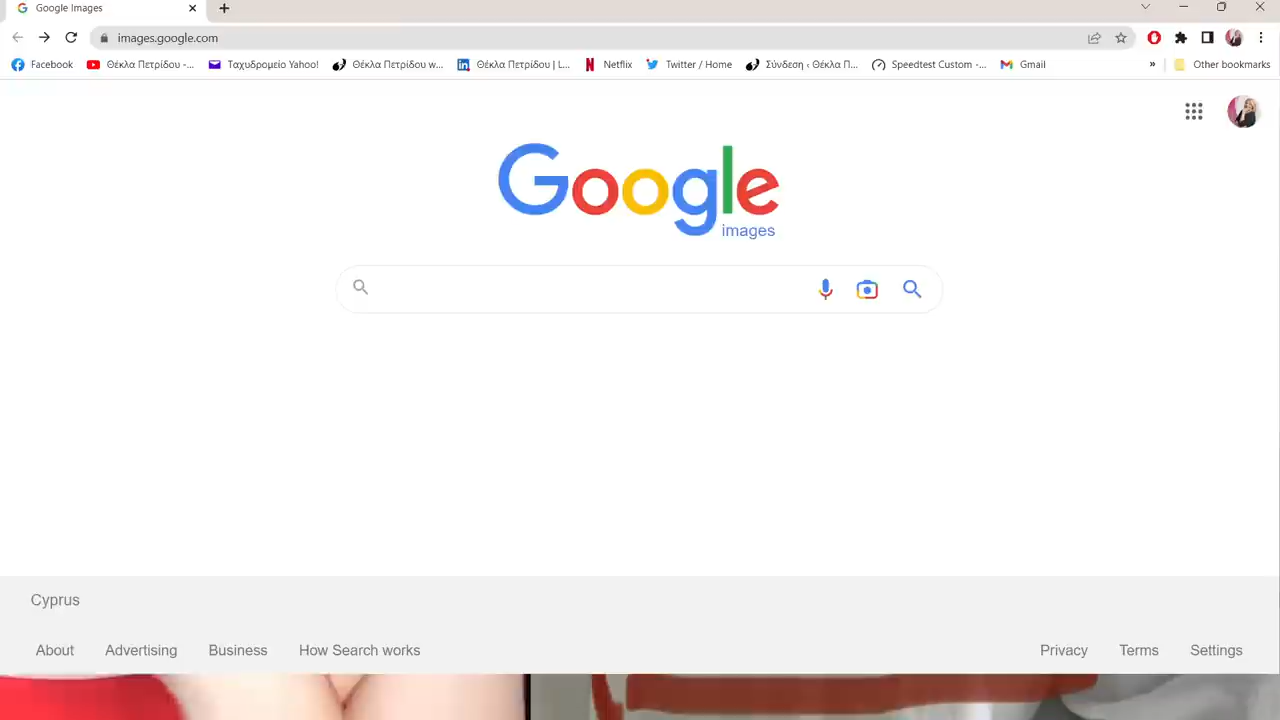 Google Images
images.google.com
Facebook Θέκλα Πετρίδου -... Ταχυδρομείο Yahoo! Θέκλα Πετρίδου w... Θέκλα Πετρίδου | L... Netflix Twitter / Home Σύνδεση ‹ Θέκλα Π... Speedtest Custom -... Gmail » Other bookmarks
Google
images
Cyprus
About Advertising Business How Search works Privacy Terms Settings